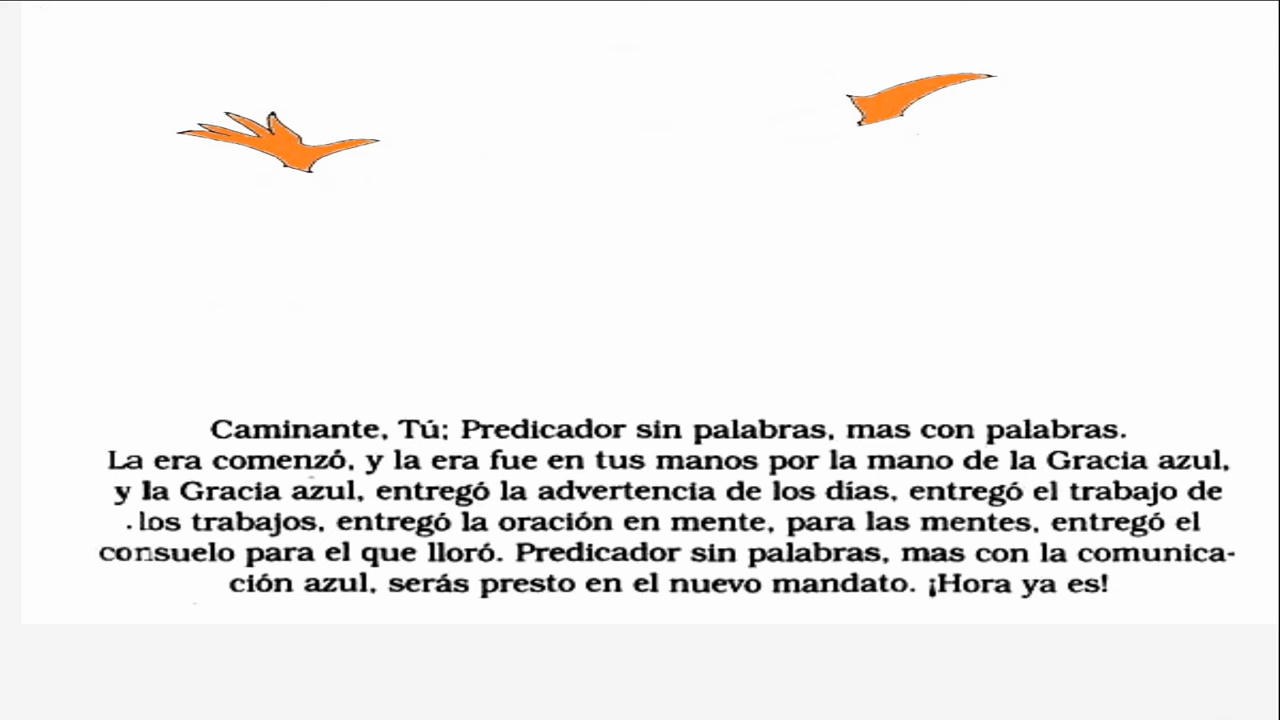 Caminante, Tú; Predicador sin palabras, mas con palabras.
La era comenzó, y la era fue en tus manos por la mano de la Gracia azul,
y la Gracia azul, entregó la advertencia de los días, entregó el trabajo de
los trabajos, entregó la oración en mente, para las mentes, entregó el
consuelo para el que lloró. Predicador sin palabras, mas con la comunica-
ción azul, serás presto en el nuevo mandato. ¡Hora ya es!